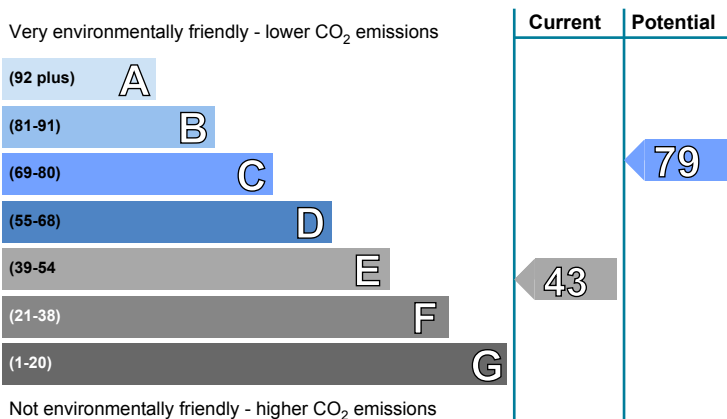 Current Potential
Very environmentally friendly - lower CO2 emissions
(92 plus) A
(81-91) B
(69-80) C 79
(55-68) D
(39-54 E 43
(21-38) F
(1-20) G
Not environmentally friendly - higher CO2 emissions